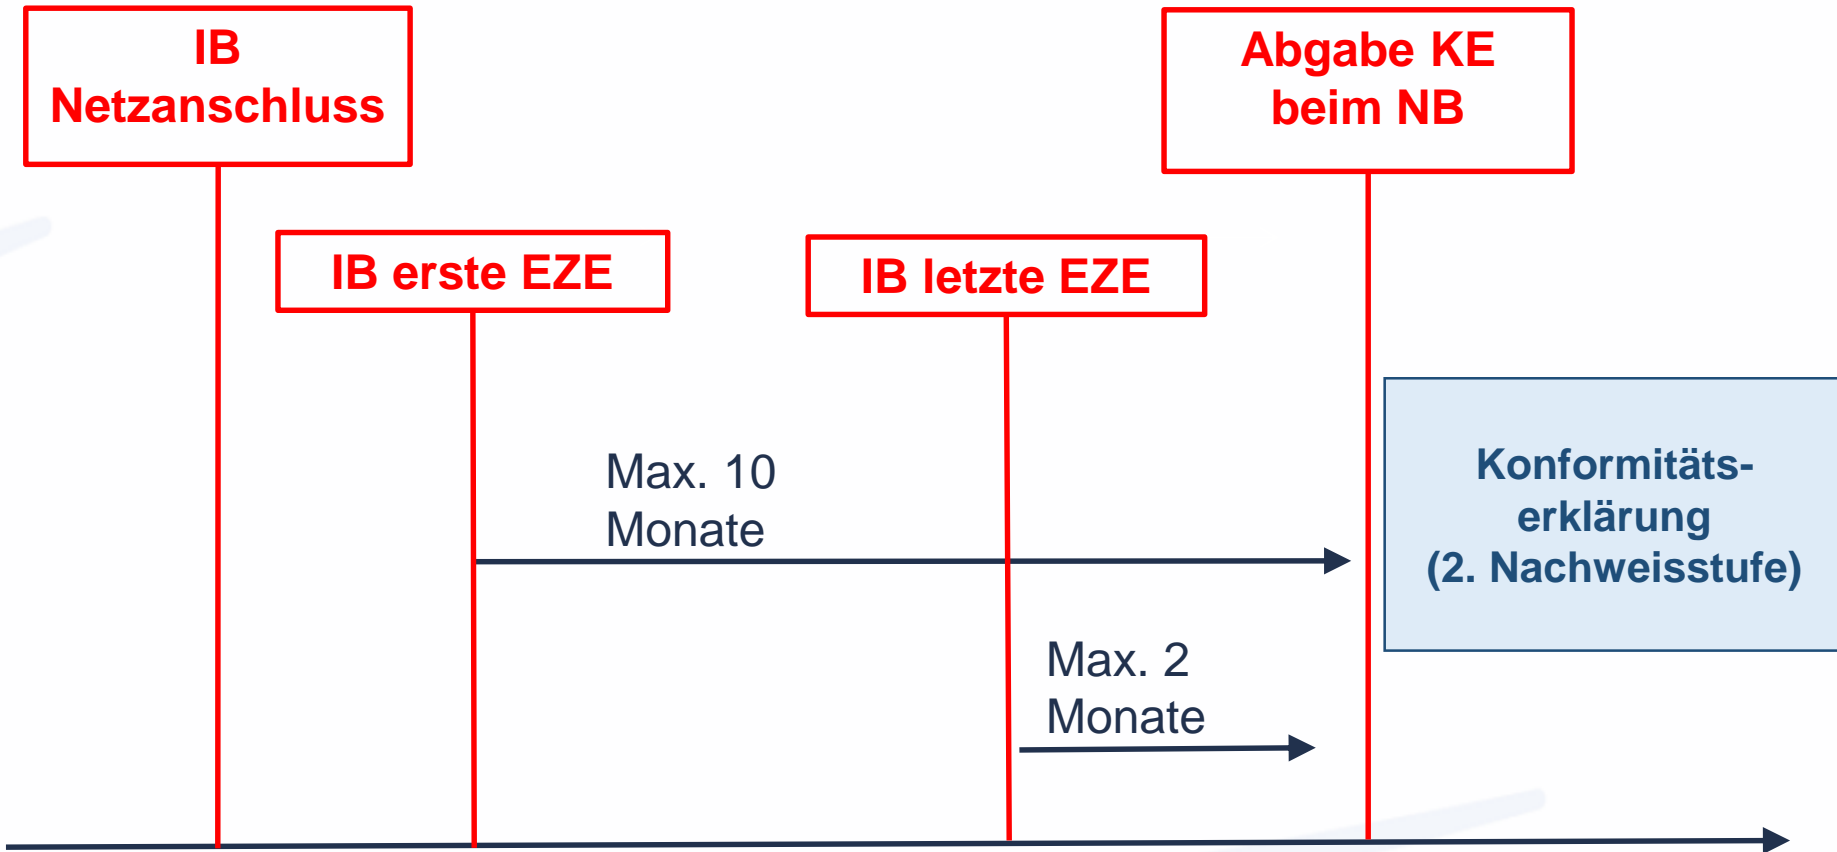 IB
Netzanschluss
Abgabe KE
beim NB
IB erste EZE
IB letzte EZE
Max. 10
Monate
Konformitäts-
erklärung
(2. Nachweisstufe)
Max. 2
Monate